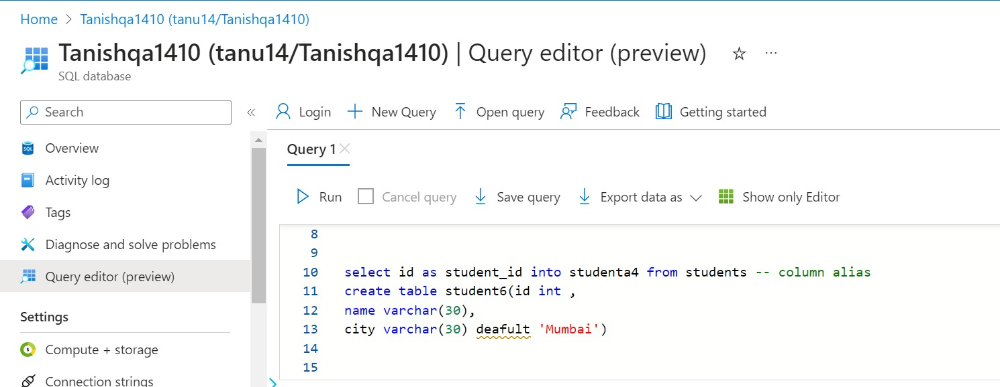 Home > Tanishqa1410 (tanu14/Tanishqa1410)
Tanishqa1410 (tanu14/Tanishqa1410) | Query editor (preview)
SQL database
Search
Login
New Query
Open query
Feedback
Getting started
Overview
Activity log
Tags
Diagnose and solve problems
Query editor (preview)
Settings
Compute + storage
Connection strings
Query 1
Run
Cancel query
Save query
Export data as
Show only Editor
8
9
10 select id as student_id into studenta4 from students -- column alias
11 create table student6(id int ,
12 name varchar(30),
13 city varchar(30) deafult 'Mumbai')
14
15